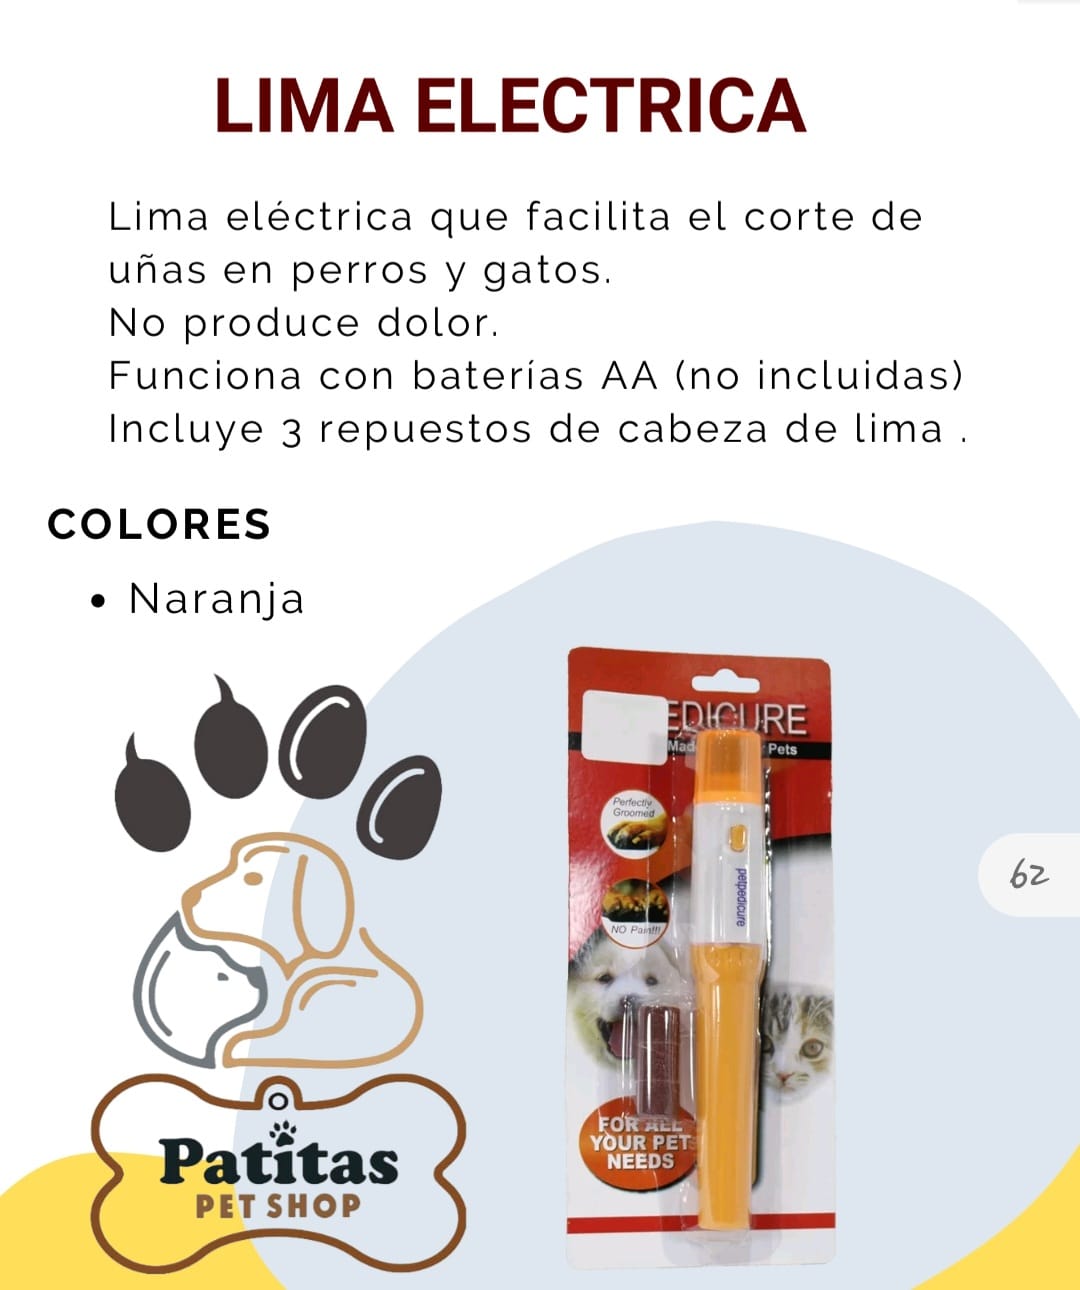 LIMA ELECTRICA
Lima eléctrica que facilita el corte de
uñas en perros y gatos.
No produce dolor.
Funciona con baterías AA (no incluidas)
Incluye 3 repuestos de cabeza de lima .
COLORES
• Naranja
EDICURE
Mad
Pets
Perfectly
Groomed
petpedicure
NO Pain!!!
62
FOR ALL
YOUR PET
NEEDS
Patitas
PET SHOP